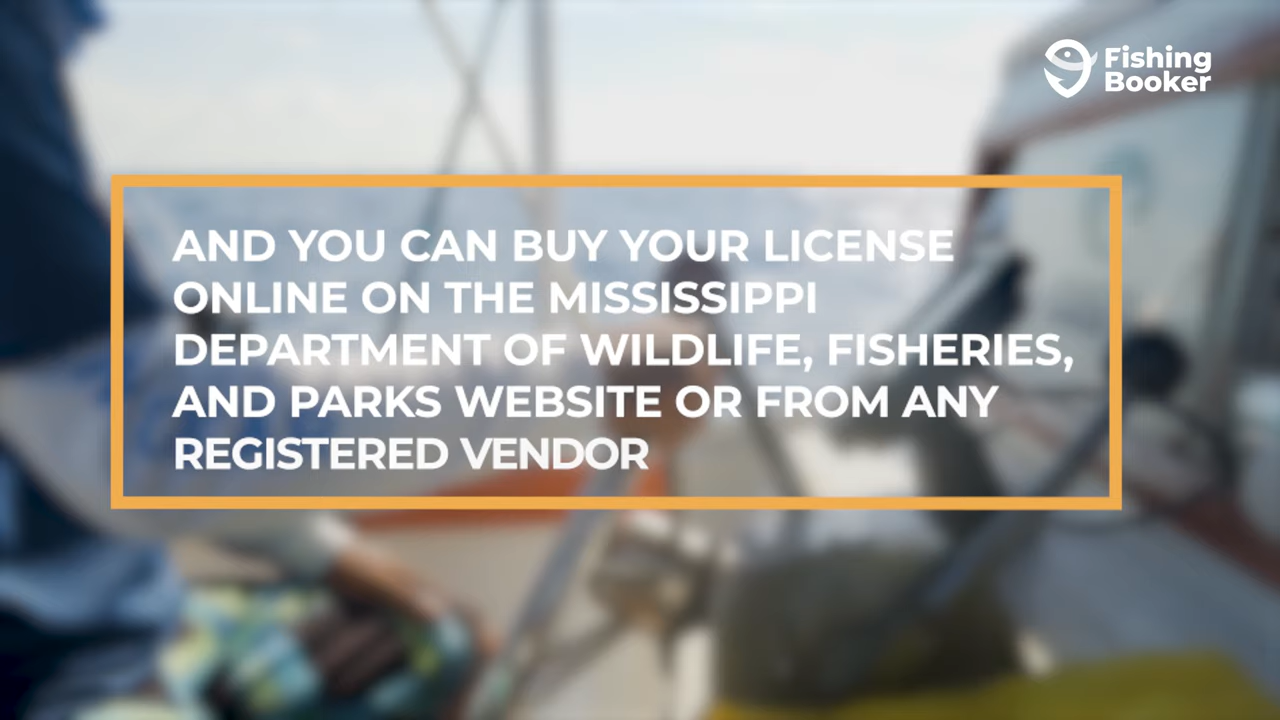 Fishing
Booker
AND YOU CAN BUY YOUR LICENSE
ONLINE ON THE MISSISSIPPI
DEPARTMENT OF WILDLIFE, FISHERIES,
AND PARKS WEBSITE OR FROM ANY
REGISTERED VENDOR